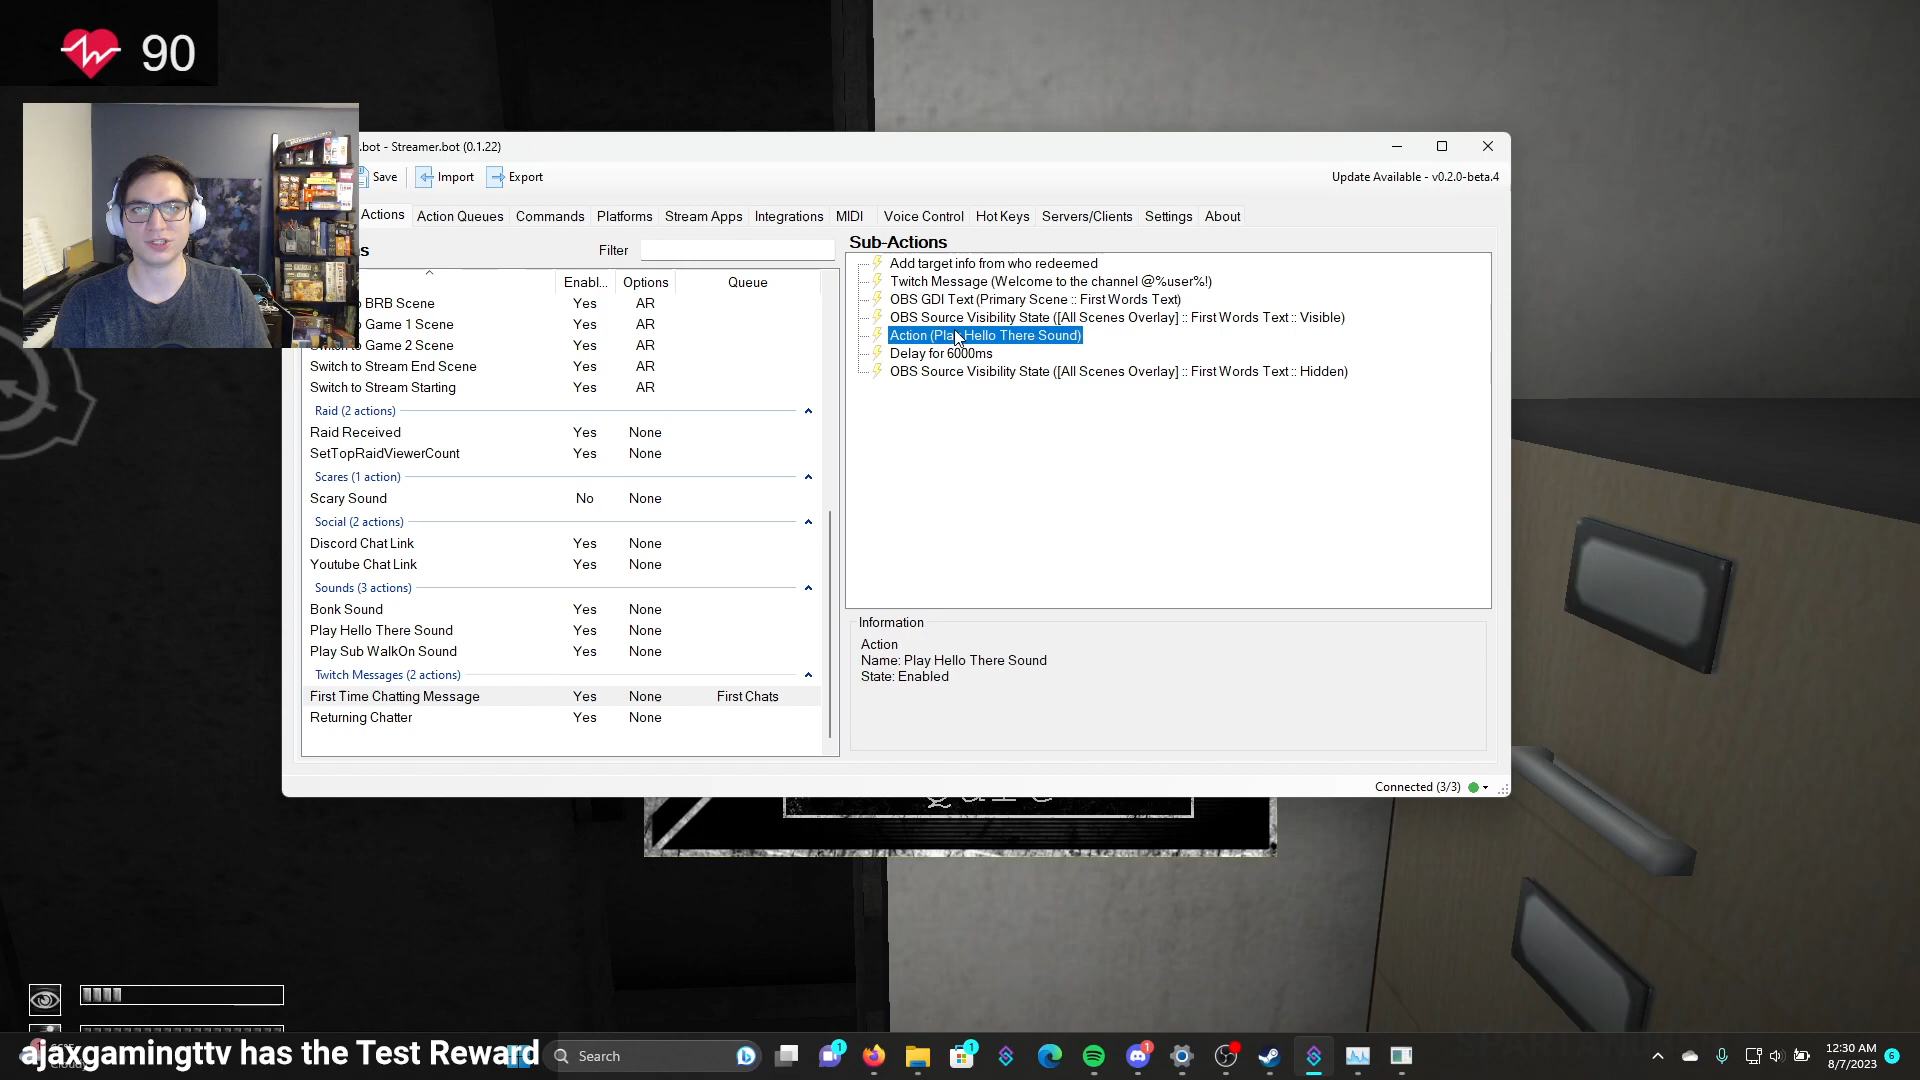 90
.bot - Streamer.bot (0.1.22)
Save
Import
Export
Update Available - v0.2.0-beta.4
Actions
Action Queues
Commands
Platforms
Stream Apps
Integrations
MIDI
Voice Control
Hot Keys
Servers/Clients
Settings
About
Filter
Enabl...
Options
Queue
BRB Scene
Yes
AR
Game 1 Scene
Yes
AR
Game 2 Scene
Yes
AR
Switch to Stream End Scene
Yes
AR
Switch to Stream Starting
Yes
AR
Raid (2 actions)
Raid Received
Yes
None
SetTopRaidViewerCount
Yes
None
Scares (1 action)
Scary Sound
No
None
Social (2 actions)
Discord Chat Link
Yes
None
Youtube Chat Link
Yes
None
Sounds (3 actions)
Bonk Sound
Yes
None
Play Hello There Sound
Yes
None
Play Sub WalkOn Sound
Yes
None
Twitch Messages (2 actions)
First Time Chatting Message
Yes
None
First Chats
Returning Chatter
Yes
None
Sub-Actions
Add target info from who redeemed
Twitch Message (Welcome to the channel @%user%!)
OBS GDI Text (Primary Scene :: First Words Text)
OBS Source Visibility State ([All Scenes Overlay] :: First Words Text :: Visible)
Action (Play Hello There Sound)
Delay for 6000ms
OBS Source Visibility State ([All Scenes Overlay] :: First Words Text :: Hidden)
Information
Action
Name: Play Hello There Sound
State: Enabled
Connected (3/3)
ajaxgamingttv has the Test Reward
Search
1
1
1
12:30 AM
8/7/2023
6